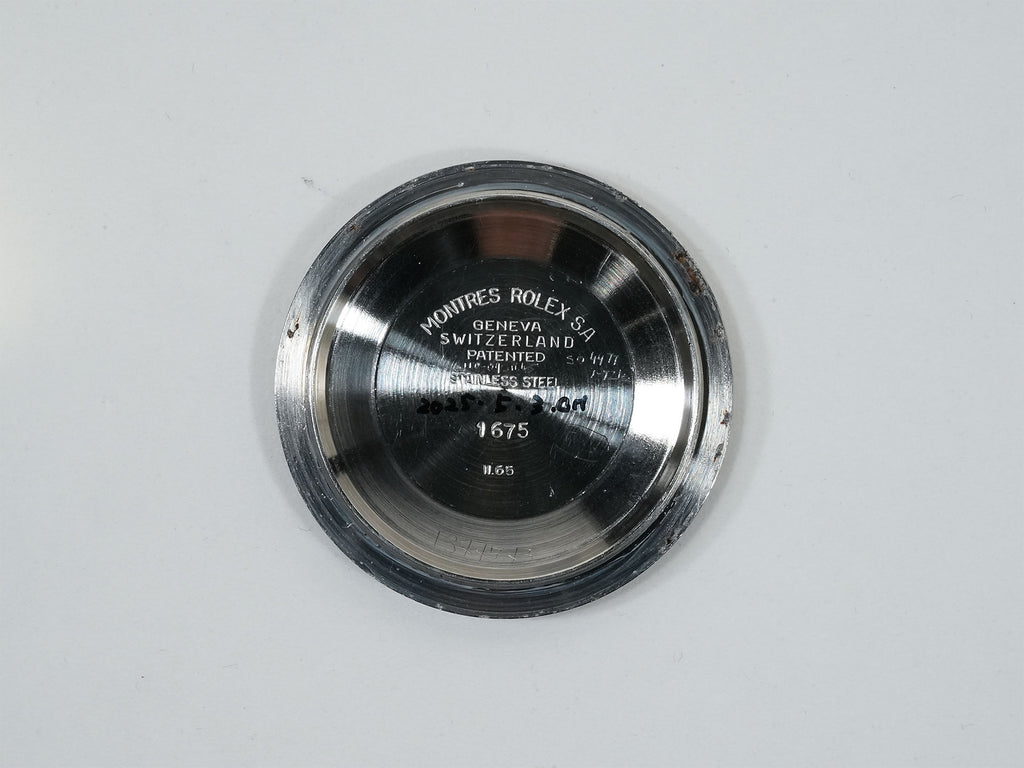 MONTRES ROLEX S.A
GENEVA
SWITZERLAND
PATENTED
STAINLESS STEEL
2025. 5. 3. OH
1675
II.65